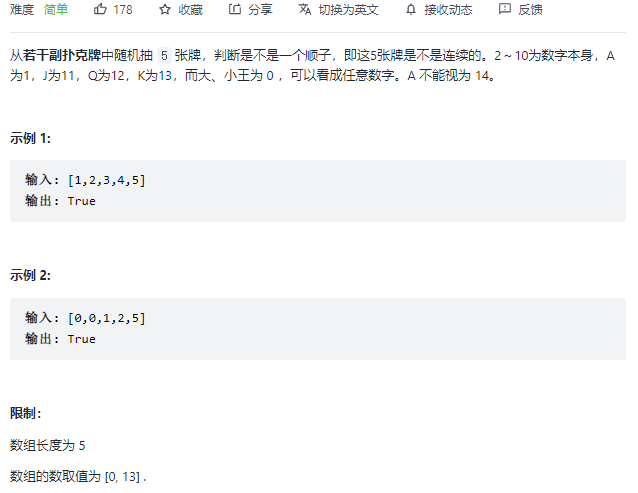 难度 简单 178 收藏 分享 切换为英文 接收动态 反馈
从若干副扑克牌中随机抽 5 张牌，判断是不是一个顺子，即这5张牌是不是连续的。2～10为数字本身，A
为1，J为11，Q为12，K为13，而大、小王为 0 ，可以看成任意数字。A 不能视为 14。
示例 1:
输入: [1,2,3,4,5]
输出: True
示例 2:
输入: [0,0,1,2,5]
输出: True
限制：
数组长度为 5
数组的数取值为 [0, 13] .